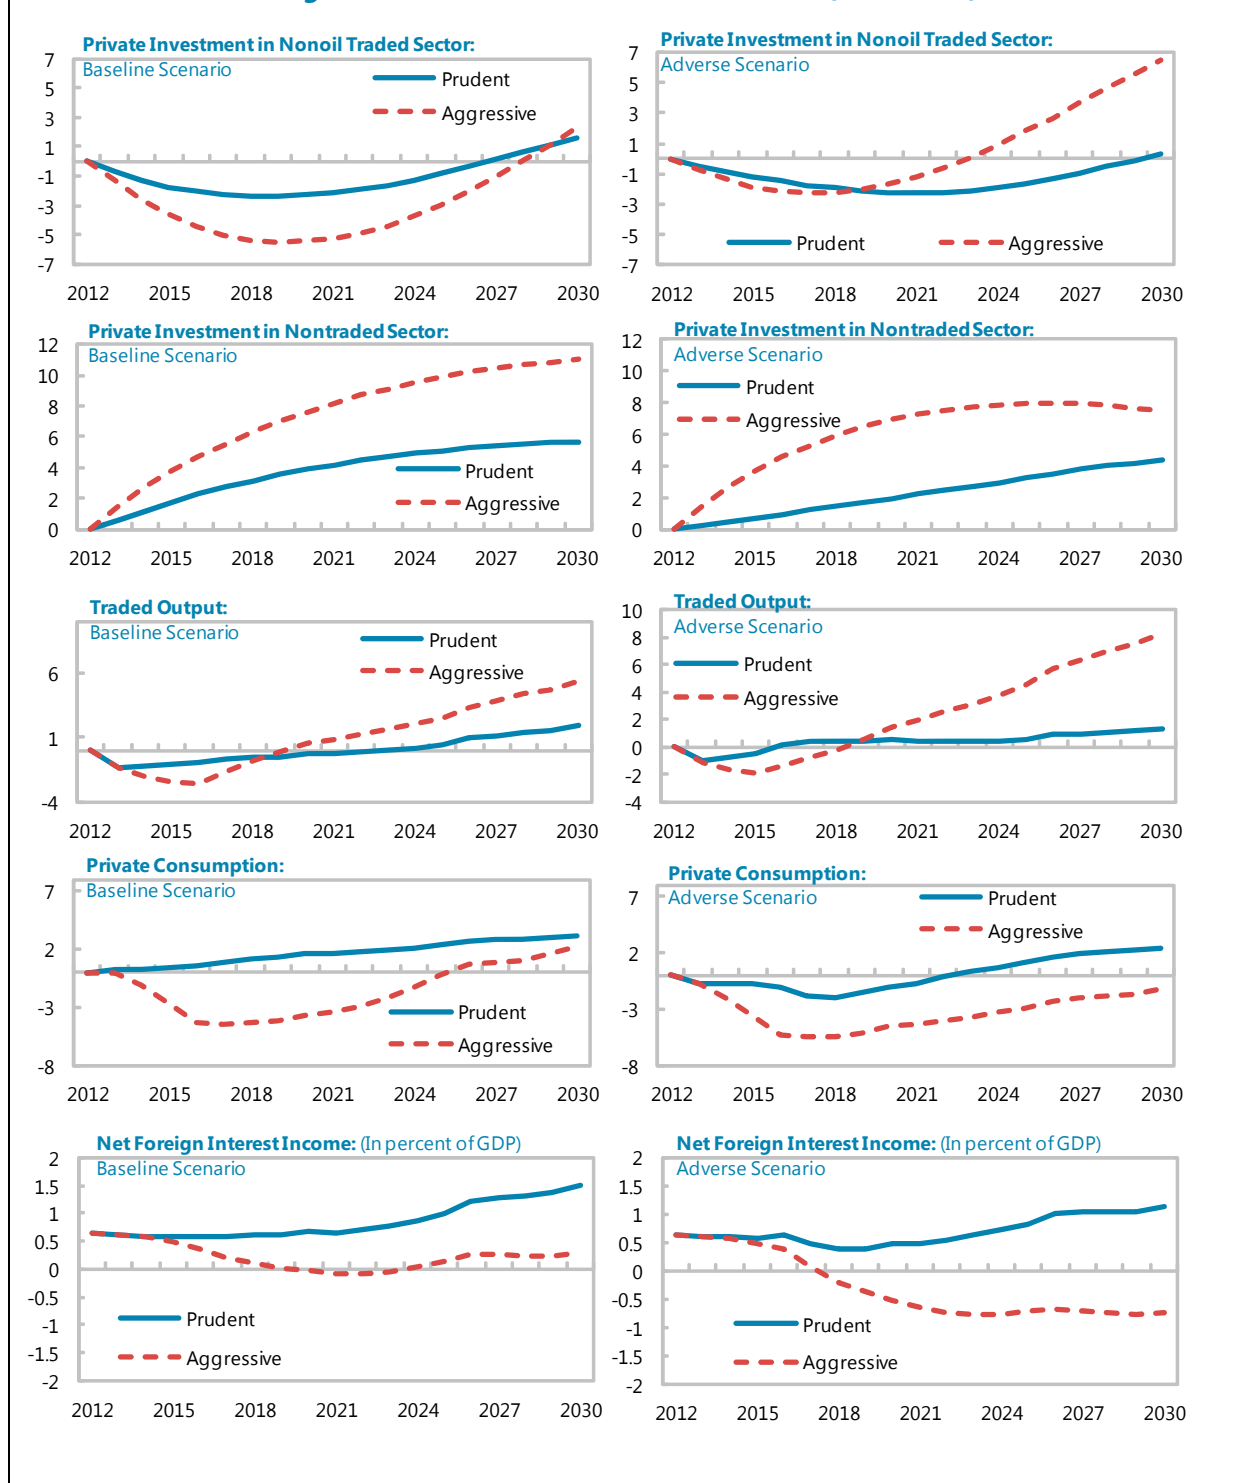 Private Investment in Nonoil Traded Sector:
Baseline Scenario
Prudent
Aggressive
7
5
3
1
-1
-3
-5
-7
2012 2015 2018 2021 2024 2027 2030
Private Investment in Nonoil Traded Sector:
Adverse Scenario
7
5
3
1
-1
-3
-5
-7
Prudent Aggressive
2012 2015 2018 2021 2024 2027 2030
Private Investment in Nontraded Sector:
Baseline Scenario
12
10
8
6
4
2
0
Prudent
Aggressive
2012 2015 2018 2021 2024 2027 2030
Private Investment in Nontraded Sector:
Adverse Scenario
Prudent
Aggressive
12
10
8
6
4
2
0
2012 2015 2018 2021 2024 2027 2030
Traded Output:
Baseline Scenario
Prudent
Aggressive
6
1
-4
2012 2015 2018 2021 2024 2027 2030
Traded Output:
Adverse Scenario
Prudent
Aggressive
10
8
6
4
2
0
-2
-4
2012 2015 2018 2021 2024 2027 2030
Private Consumption:
Baseline Scenario
7
2
-3
-8
Prudent
Aggressive
2012 2015 2018 2021 2024 2027 2030
Private Consumption:
Adverse Scenario
Prudent
Aggressive
7
2
-3
-8
2012 2015 2018 2021 2024 2027 2030
Net Foreign Interest Income: (In percent of GDP)
Baseline Scenario
2
1.5
1
0.5
0
-0.5
-1
-1.5
-2
Prudent
Aggressive
2012 2015 2018 2021 2024 2027 2030
Net Foreign Interest Income: (In percent of GDP)
Adverse Scenario
2
1.5
1
0.5
0
-0.5
-1
-1.5
-2
Prudent
Aggressive
2012 2015 2018 2021 2024 2027 2030